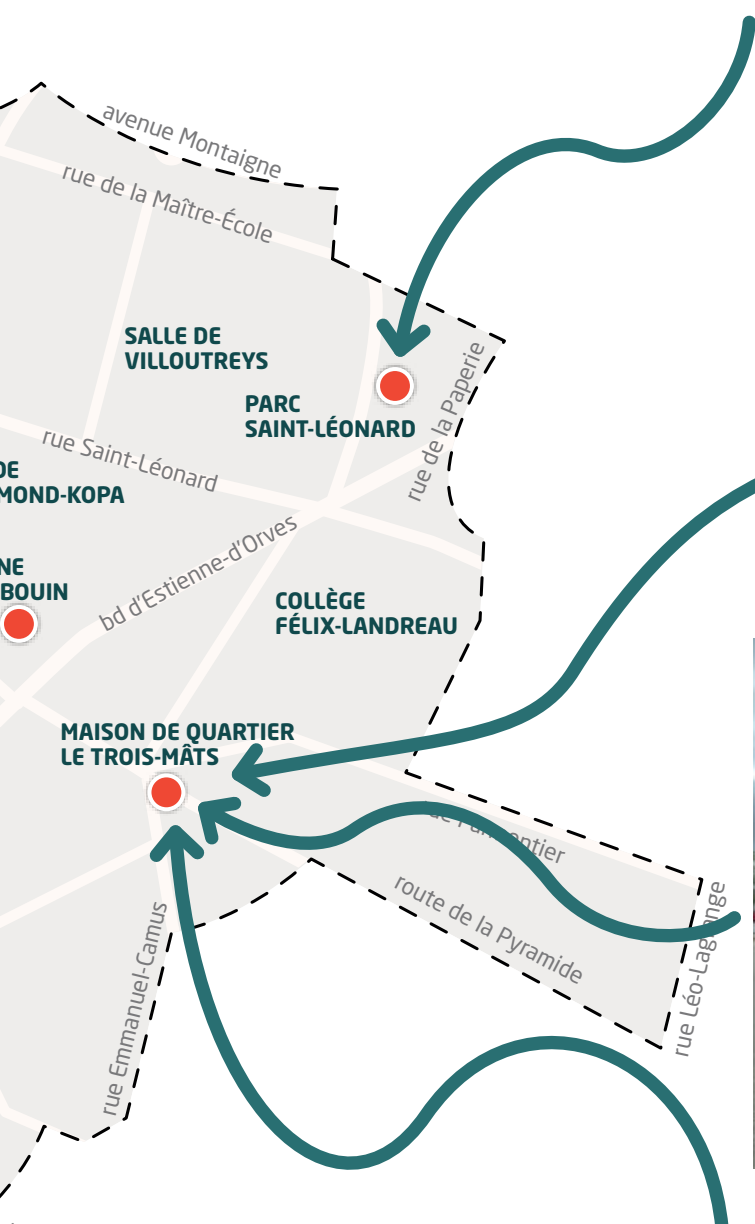 avenue Montaigne
rue de la Maître-École
SALLE DE
VILLOUTREYS
PARC
SAINT-LÉONARD
rue de la Paperie
rue Saint-Léonard
DE
MOND-KOPA
bd d'Estienne-d'Orves
NE
BOUIN
COLLÈGE
FÉLIX-LANDREAU
MAISON DE QUARTIER
LE TROIS-MÂTS
route de la Pyramide
rue Léo-Lagrange
rue Emmanuel-Camus